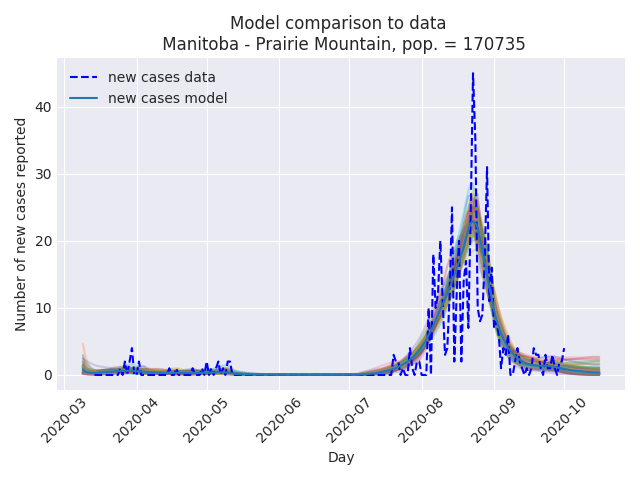 Model comparison to data
Manitoba - Prairie Mountain, pop. = 170735
new cases data
new cases model
Number of new cases reported
40
30
20
10
0
2020-03
2020-04
2020-05
2020-06
2020-07
2020-08
2020-09
2020-10
Day